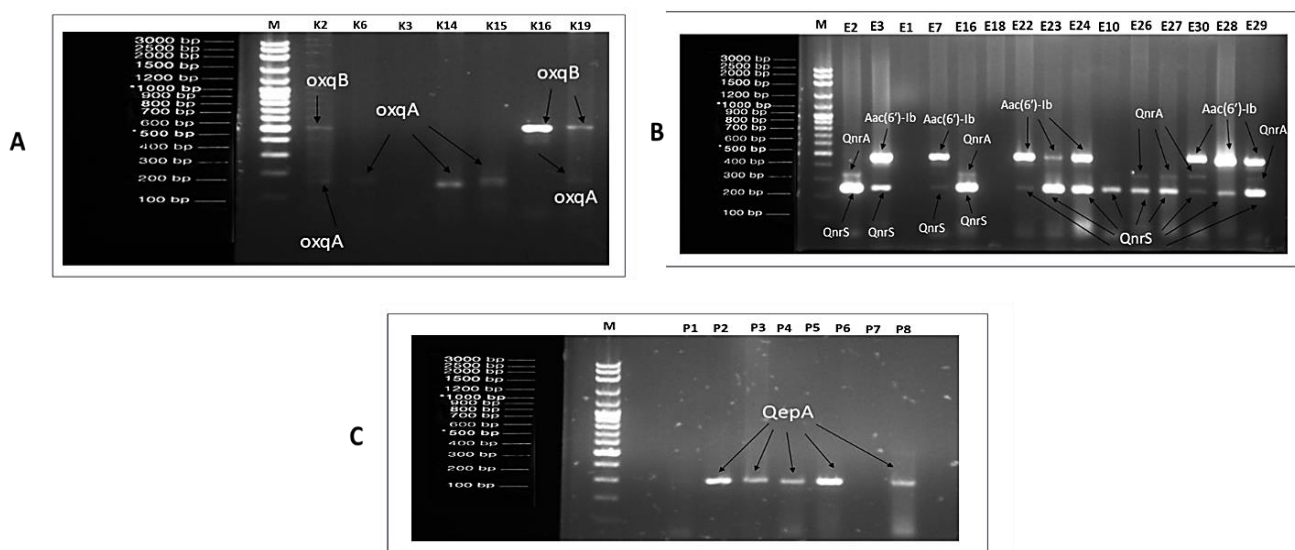 M K2 K6 K3 K14 K15 K16 K19
3000 bp
2500 bp
2000 bp
1500 bp
1200 bp
*1000 bp
900 bp
800 bp
700 bp
600 bp
*500 bp
400 bp
300 bp
200 bp
100 bp
oxqB
oxqA
oxqB
oxqA
oxqA
A
M E2 E3 E1 E7 E16 E18 E22 E23 E24 E10 E26 E27 E30 E28 E29
3000 bp
2500 bp
2000 bp
1500 bp
1200 bp
*1000 bp
900 bp
800 bp
700 bp
600 bp
*500 bp
400 bp
300 bp
200 bp
100 bp
Aac(6')-Ib Aac(6')-Ib Aac(6')-Ib QnrA Aac(6')-Ib
QnrA QnrA QnrA
QnrS QnrS QnrS QnrS QnrS
B
M P1 P2 P3 P4 P5 P6 P7 P8
3000 bp
2500 bp
2000 bp
1500 bp
1200 bp
*1000 bp
900 bp
800 bp
700 bp
600 bp
*500 bp
400 bp
300 bp
200 bp
100 bp
QepA
C